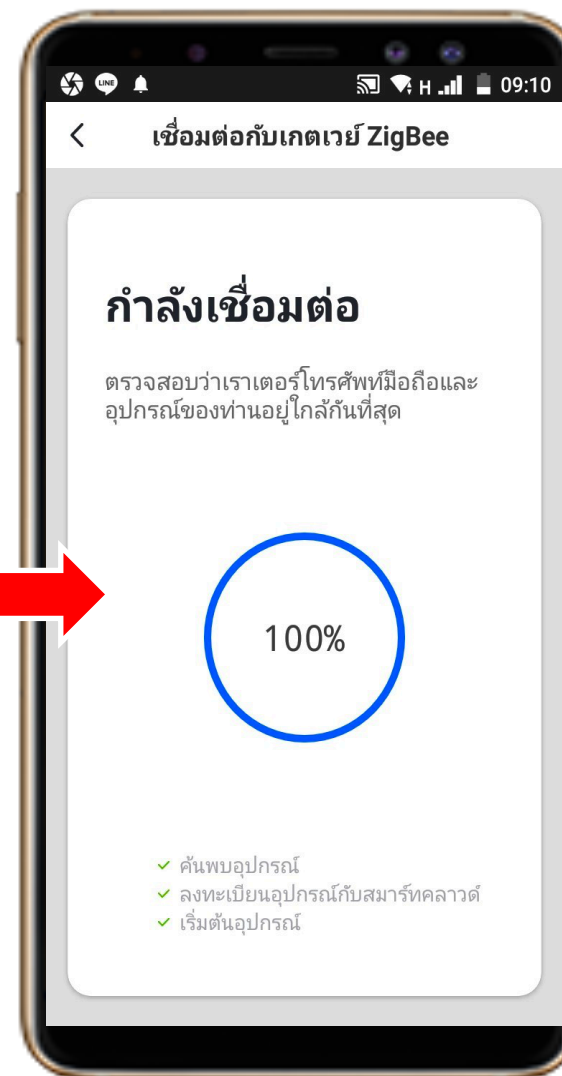 LINE
H
09:10
เชื่อมต่อกับเกตเวย์ ZigBee
กำลังเชื่อมต่อ
ตรวจสอบว่าเราเตอร์โทรศัพท์มือถือและ
อุปกรณ์ของท่านอยู่ใกล้กันที่สุด
100%
ค้นพบอุปกรณ์
ลงทะเบียนอุปกรณ์กับสมาร์ทคลาวด์
เริ่มต้นอุปกรณ์